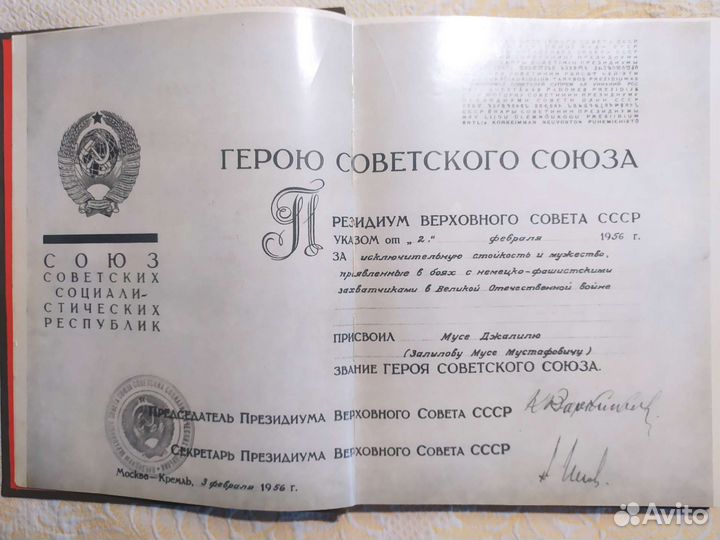 СОЮЗ
СОВЕТСКИХ
СОЦИАЛИ-
СТИЧЕСКИХ
РЕСПУБЛИК
ГЕРОЮ СОВЕТСКОГО СОЮЗА
ПРЕЗИДИУМ ВЕРХОВНОГО СОВЕТА СССР
УКАЗОМ от „2." февраля 1956 г.
ЗА исключительную стойкость и мужество,
проявленные в боях с немецко-фашистскими
захватчиками в Великой Отечественной войне
ПРИСВОИЛ Мусе Джалилю
(Залилову Мусе Мустафовичу)
ЗВАНИЕ ГЕРОЯ СОВЕТСКОГО СОЮЗА.
ПРЕДСЕДАТЕЛЬ ПРЕЗИДИУМА ВЕРХОВНОГО СОВЕТА СССР
СЕКРЕТАРЬ ПРЕЗИДИУМА ВЕРХОВНОГО СОВЕТА СССР
Москва—Кремль, 3 февраля 1956 г.
Avito